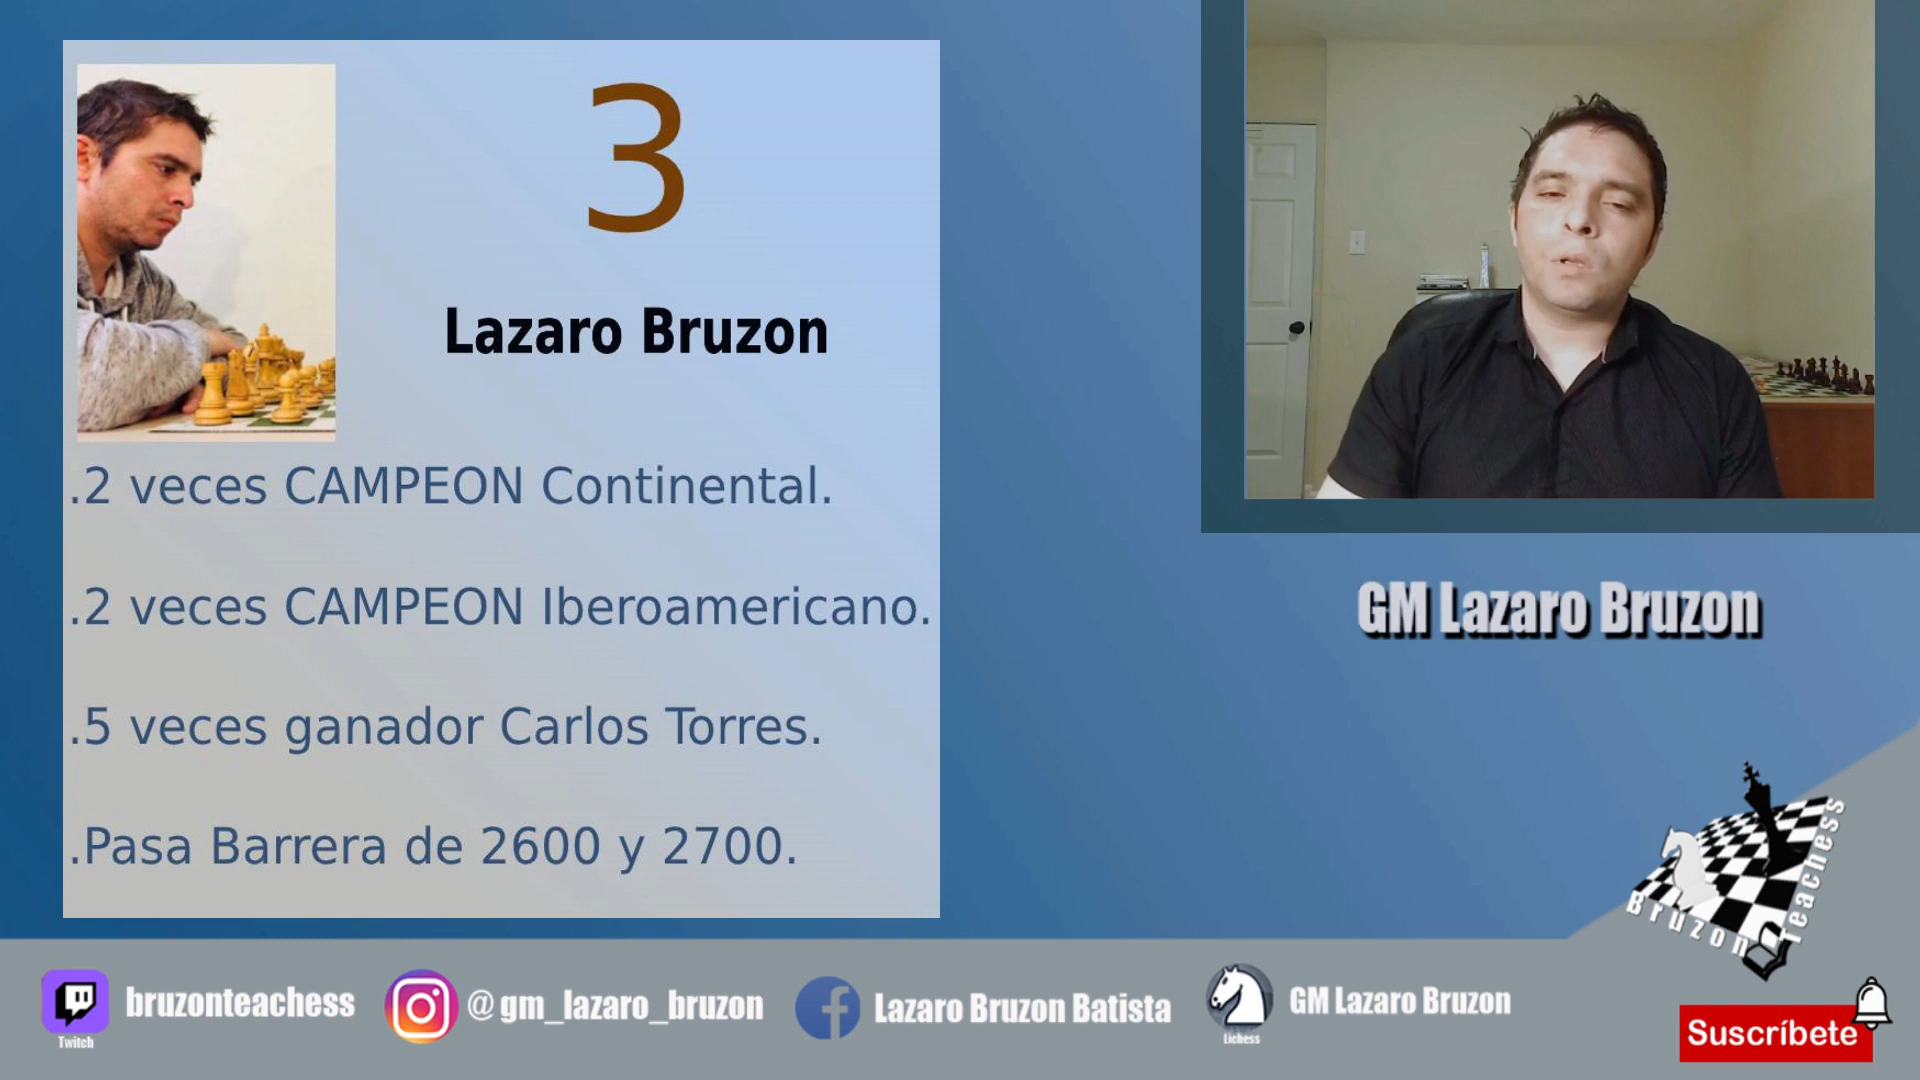 3
Lazaro Bruzon
.2 veces CAMPEON Continental.
.2 veces CAMPEON Iberoamericano.
.5 veces ganador Carlos Torres.
.Pasa Barrera de 2600 y 2700.
GM Lazaro Bruzon
Bruzon Teachess
bruzonteachess
Twitch
@gm_lazaro_bruzon
Lazaro Bruzon Batista
GM Lazaro Bruzon
Lichess
Suscríbete